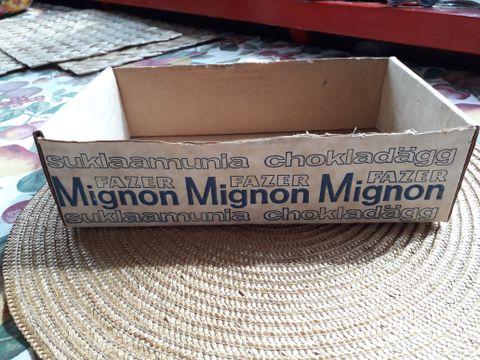 suklaamunia chokladägg
FAZER FAZER FAZER
Mignon Mignon Mignon
suklaamunia chokladägg